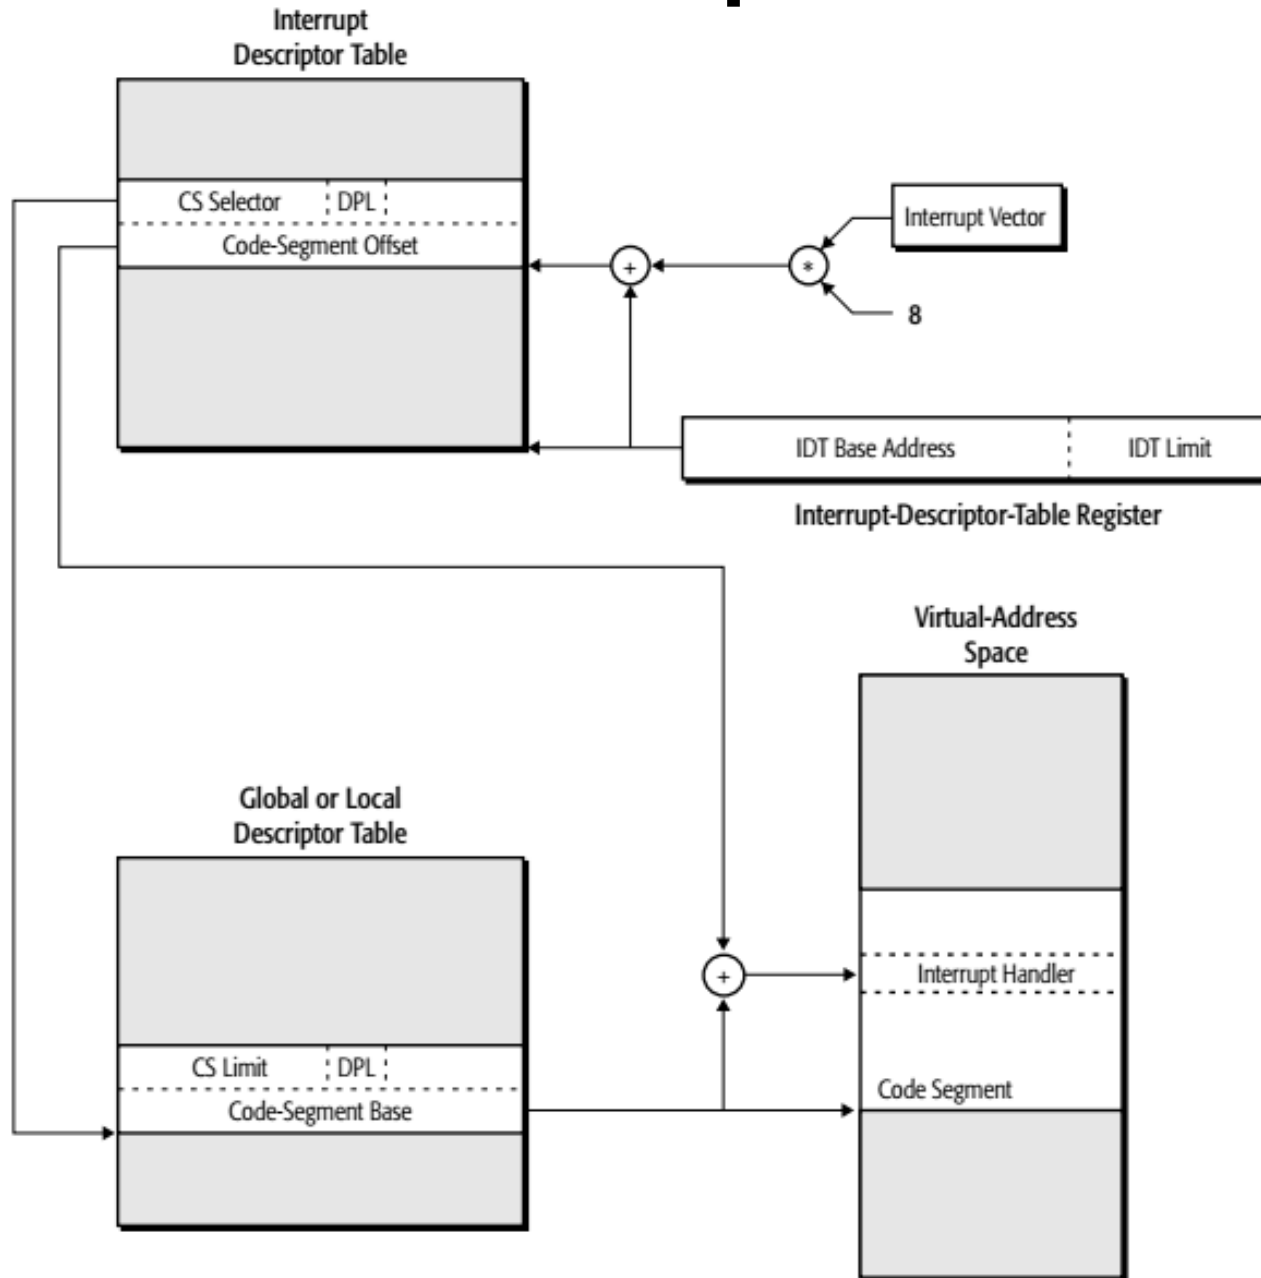 Interrupt
Descriptor Table
CS Selector DPL
Code-Segment Offset
Interrupt Vector
+
*
8
IDT Base Address IDT Limit
Interrupt-Descriptor-Table Register
Virtual-Address
Space
Global or Local
Descriptor Table
+
Interrupt Handler
CS Limit DPL
Code-Segment Base
Code Segment